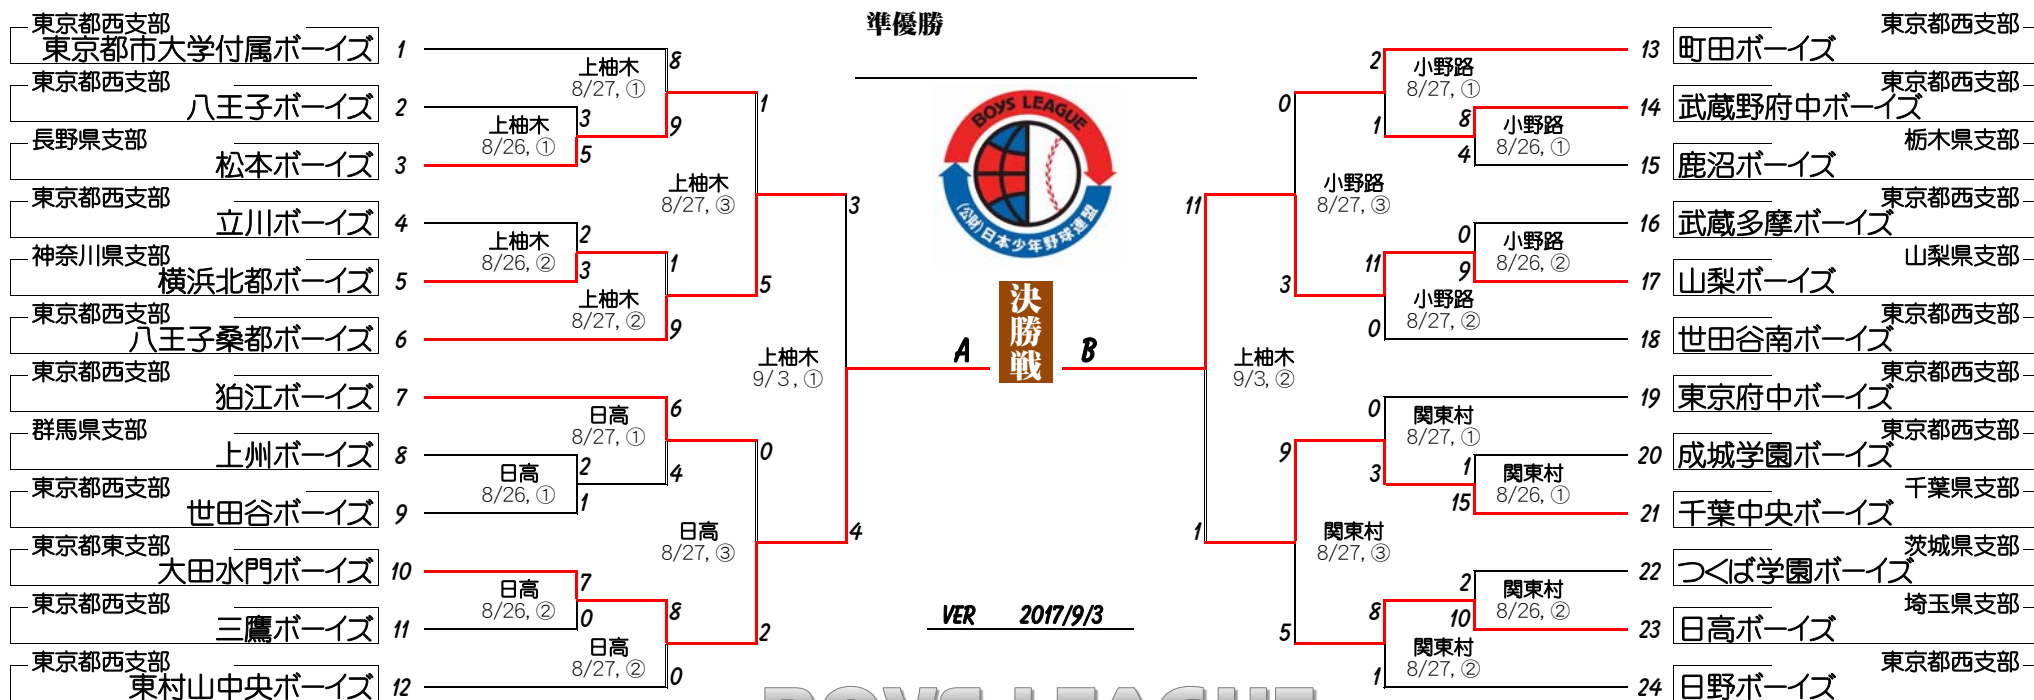 準優勝
BOYS LEAGUE
(公財)日本少年野球連盟
決勝戦
A
B
VER 2017/9/3
BOYS LEAGUE
東京都西支部
東京都市大学付属ボーイズ 1
東京都西支部
八王子ボーイズ 2
長野県支部
松本ボーイズ 3
東京都西支部
立川ボーイズ 4
神奈川県支部
横浜北都ボーイズ 5
東京都西支部
八王子桑都ボーイズ 6
東京都西支部
狛江ボーイズ 7
群馬県支部
上州ボーイズ 8
東京都西支部
世田谷ボーイズ 9
東京都東支部
大田水門ボーイズ 10
東京都西支部
三鷹ボーイズ 11
東京都西支部
東村山中央ボーイズ 12
上柚木
8/27, ①
8
9
上柚木
8/26, ①
3
5
上柚木
8/27, ③
1
5
上柚木
8/26, ②
2
3
上柚木
8/27, ②
1
9
上柚木
9/3, ①
3
4
日高
8/27, ①
6
4
日高
8/26, ①
2
1
日高
8/27, ③
0
2
日高
8/26, ②
7
0
日高
8/27, ②
8
0
東京都西支部
13 町田ボーイズ
東京都西支部
14 武蔵野府中ボーイズ
栃木県支部
15 鹿沼ボーイズ
東京都西支部
16 武蔵多摩ボーイズ
山梨県支部
17 山梨ボーイズ
東京都西支部
18 世田谷南ボーイズ
東京都西支部
19 東京府中ボーイズ
東京都西支部
20 成城学園ボーイズ
千葉県支部
21 千葉中央ボーイズ
茨城県支部
22 つくば学園ボーイズ
埼玉県支部
23 日高ボーイズ
東京都西支部
24 日野ボーイズ
小野路
8/27, ①
2
1
小野路
8/26, ①
8
4
小野路
8/27, ③
0
3
小野路
8/26, ②
0
9
小野路
8/27, ②
11
0
上柚木
9/3, ②
11
1
関東村
8/27, ①
0
3
関東村
8/26, ①
1
15
関東村
8/27, ③
9
5
関東村
8/26, ②
2
10
関東村
8/27, ②
8
1